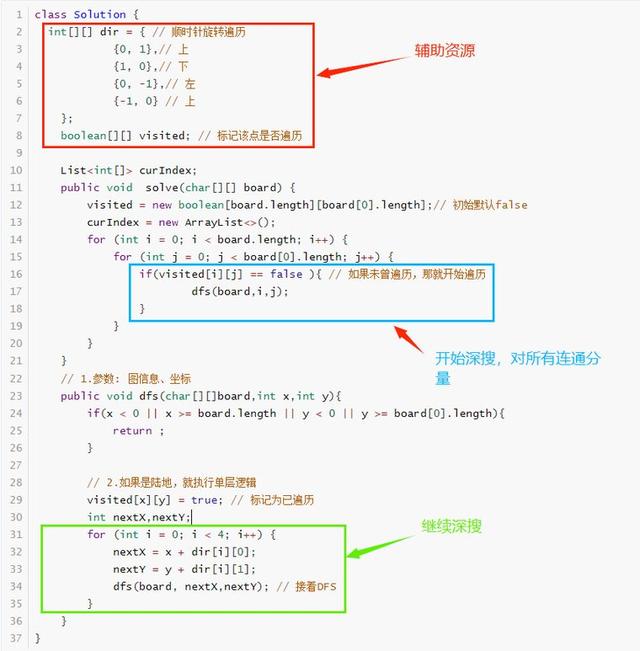 1 class Solution {
2 int[][] dir = { // 顺时针旋转遍历
3 {0, 1},// 上
4 {1, 0},// 下
5 {0, -1},// 左
6 {-1, 0} // 上
7 };
8 boolean[][] visited; // 标记该点是否遍历
辅助资源
9
10 List<int[]> curIndex;
11 public void solve(char[][] board) {
12 visited = new boolean[board.length][board[0].length];// 初始默认false
13 curIndex = new ArrayList<>();
14 for (int i = 0; i < board.length; i++) {
15 for (int j = 0; j < board[0].length; j++) {
16 if(visited[i][j] == false ){ // 如果未曾遍历，那就开始遍历
17 dfs(board,i,j);
18 }
19 }
20 }
开始深搜，对所有连通分
量
21 }
22 // 1.参数: 图信息、坐标
23 public void dfs(char[][]board,int x,int y){
24 if(x < 0 || x >= board.length || y < 0 || y >= board[0].length){
25 return ;
26 }
27
28 // 2.如果是陆地，就执行单层逻辑
29 visited[x][y] = true; // 标记为已遍历
30 int nextX,nextY;
31 for (int i = 0; i < 4; i++) {
继续深搜
32 nextX = x + dir[i][0];
33 nextY = y + dir[i][1];
34 dfs(board, nextX,nextY); // 接着DFS
35 }
36 }
37 }